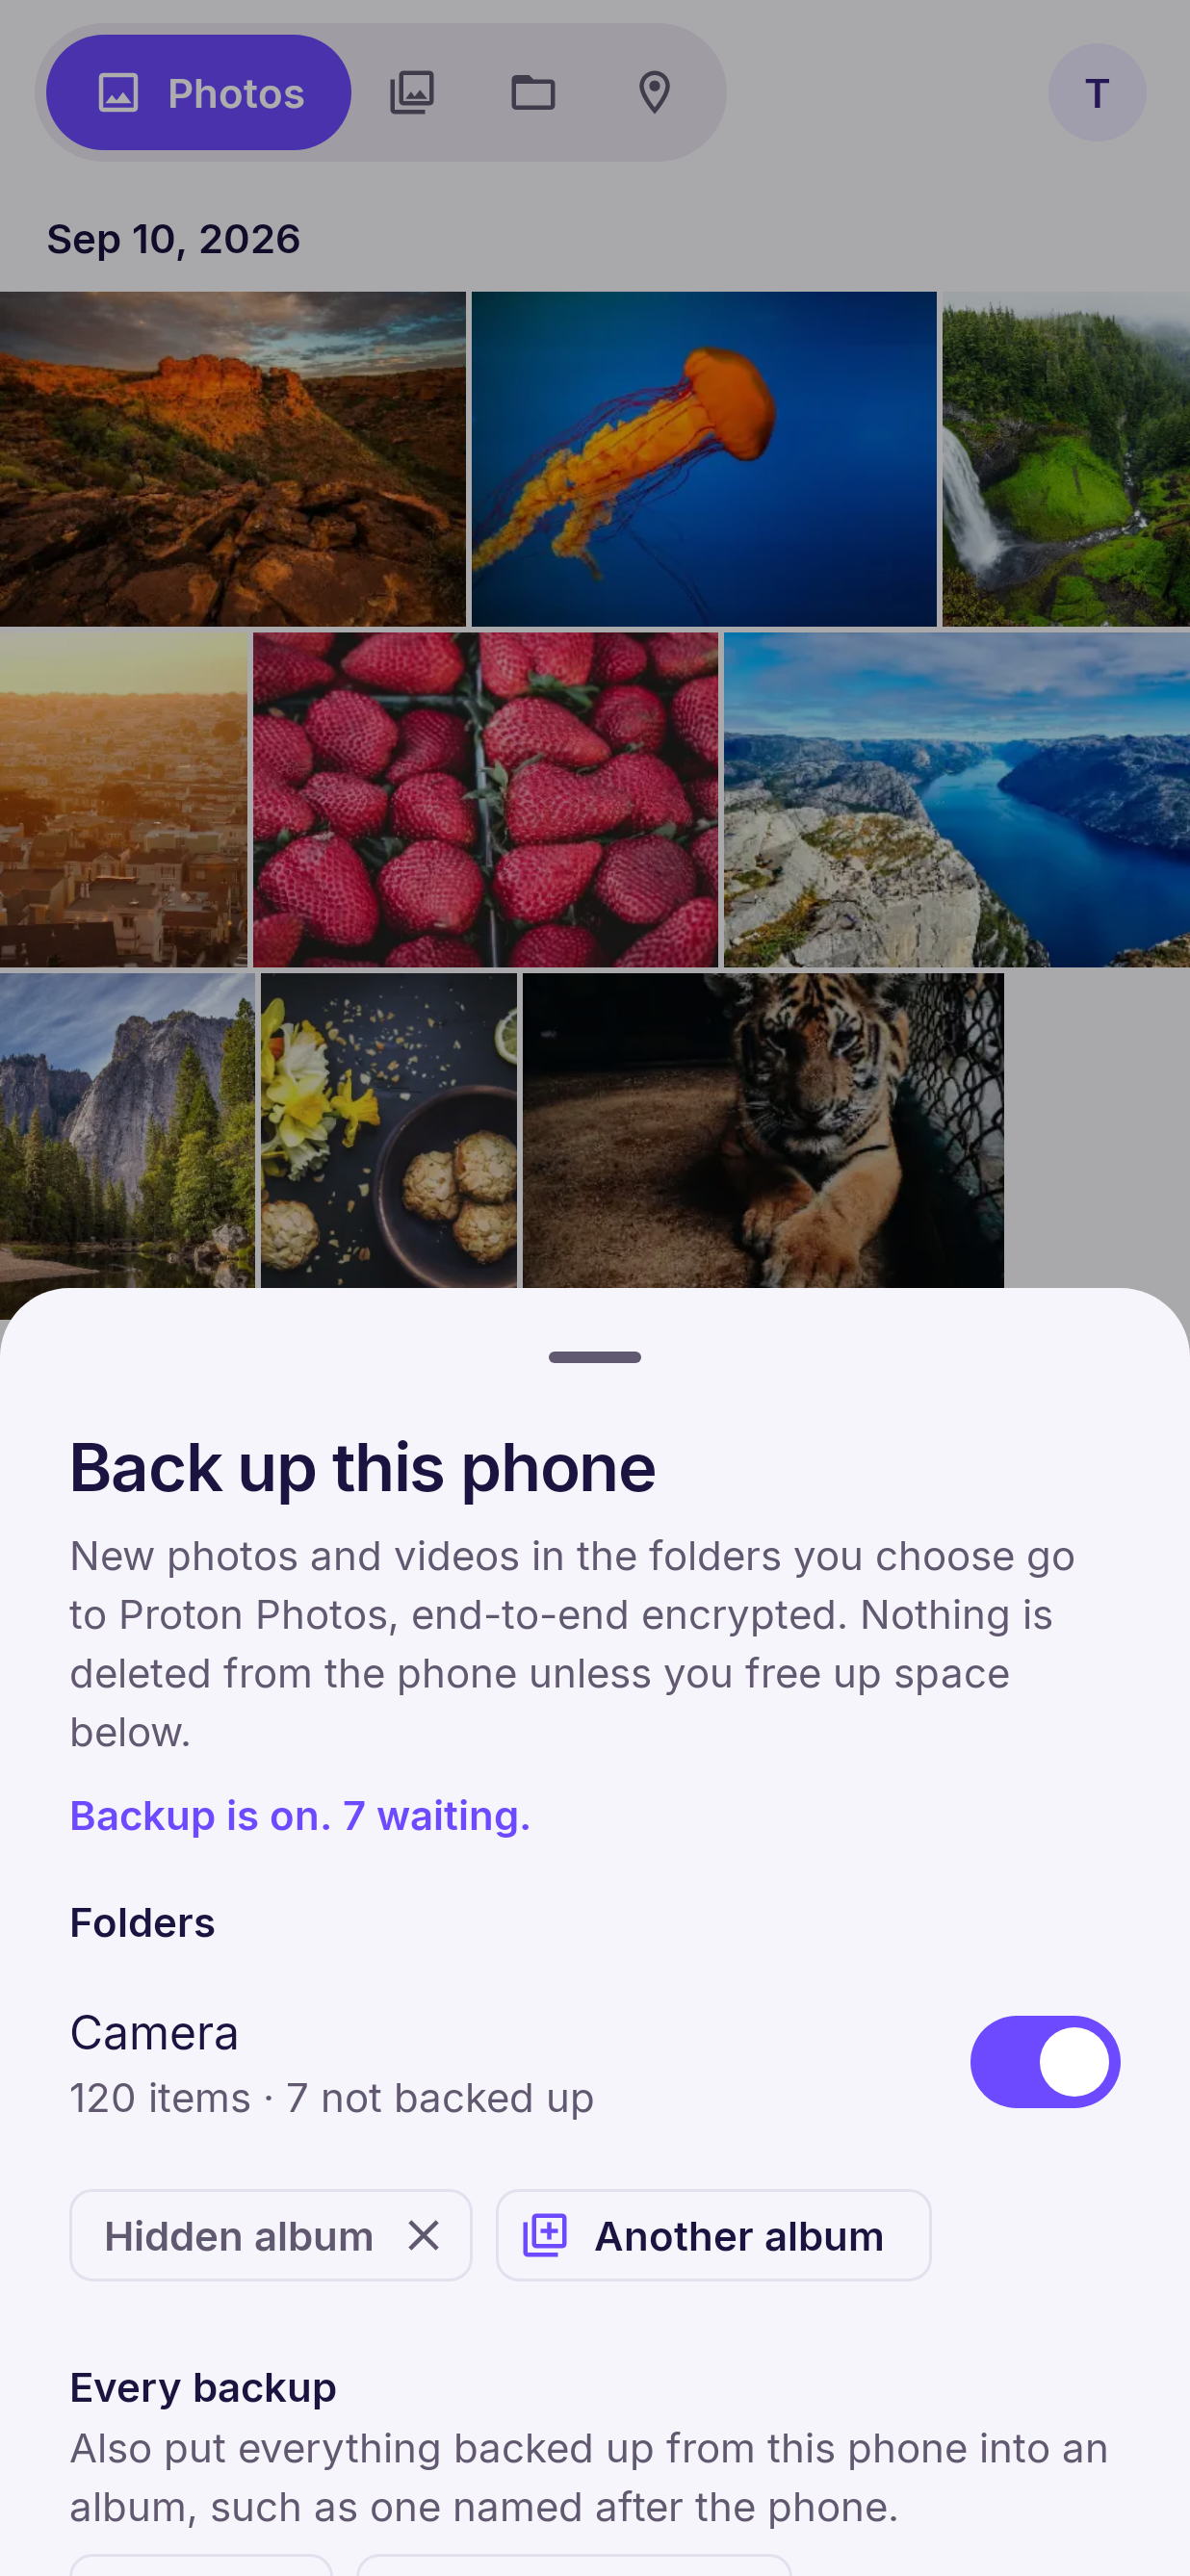 Photos
T
Sep 10, 2026
Back up this phone
New photos and videos in the folders you choose go
to Proton Photos, end-to-end encrypted. Nothing is
deleted from the phone unless you free up space
below.
Backup is on. 7 waiting.
Folders
Camera
120 items · 7 not backed up
Hidden album
Another album
Every backup
Also put everything backed up from this phone into an
album, such as one named after the phone.